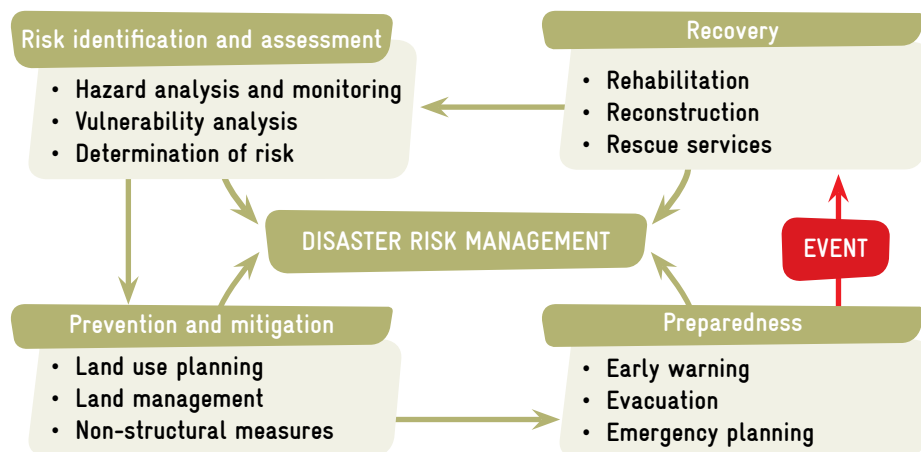 Risk identification and assessment
• Hazard analysis and monitoring
• Vulnerability analysis
• Determination of risk
Recovery
• Rehabilitation
• Reconstruction
• Rescue services
DISASTER RISK MANAGEMENT
EVENT
Prevention and mitigation
• Land use planning
• Land management
• Non-structural measures
Preparedness
• Early warning
• Evacuation
• Emergency planning